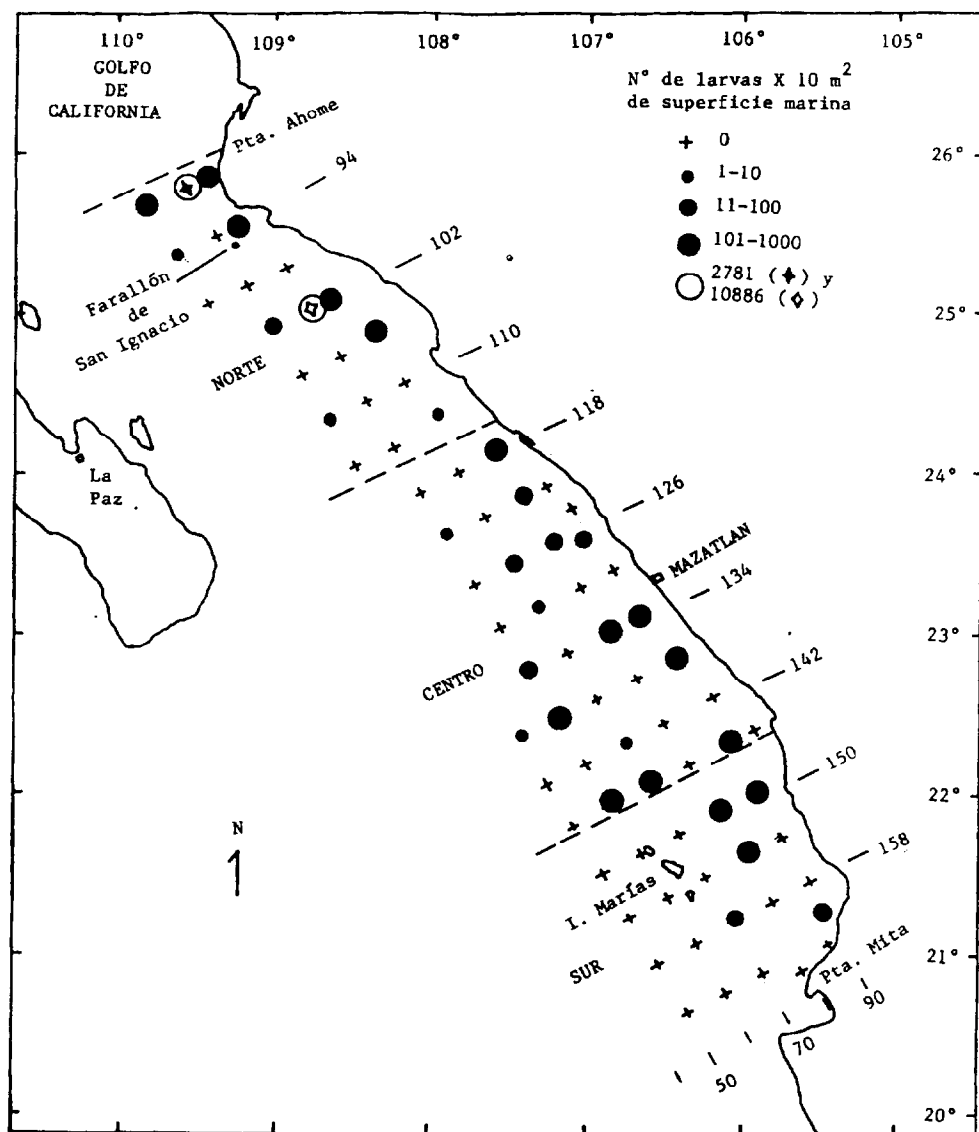 110°
109°
108°
107°
106°
105°
GOLFO
DE
CALIFORNIA
N° de larvas X 10 m²
de superficie marina
+ 0
1-10
11-100
101-1000
2781 (✦) y
10886 (✧)
Pta. Ahome
94
26°
102
Farallón
de
San Ignacio
25°
NORTE
110
118
La
Paz
24°
126
MAZATLAN
134
23°
CENTRO
142
150
22°
N
158
I. Marías
21°
SUR
Pta. Mita
90
70
50
20°